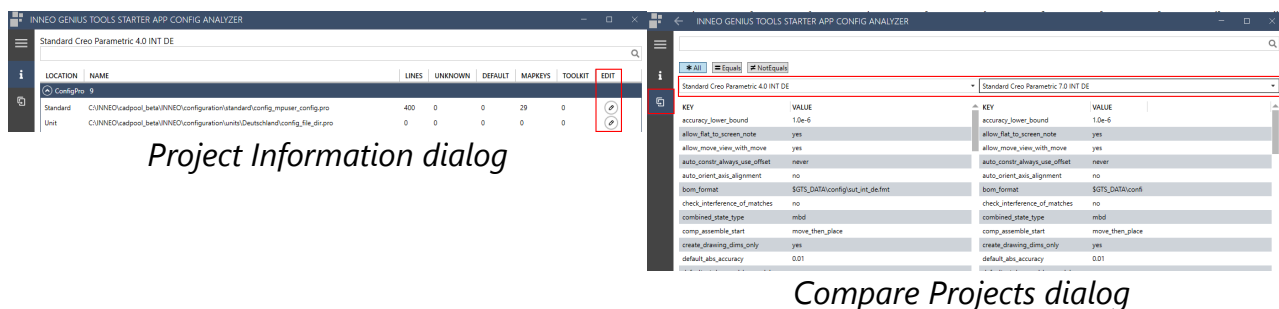 INNEO GENIUS TOOLS STARTER APP CONFIG ANALYZER
Standard Creo Parametric 4.0 INT DE
LOCATION NAME LINES UNKNOWN DEFAULT MAPKEYS TOOLKIT EDIT
ConfigPro 9
Standard C:\INNEO\cadpool_beta\INNEO\configuration\standard\config_mpuser_config.pro 400 0 0 29 0
Unit C:\INNEO\cadpool_beta\INNEO\configuration\units\Deutschland\config_file_dir.pro 0 0 0 0 0
Project Information dialog
INNEO GENIUS TOOLS STARTER APP CONFIG ANALYZER
All Equals NotEquals
Standard Creo Parametric 4.0 INT DE Standard Creo Parametric 7.0 INT DE
KEY VALUE KEY VALUE
accuracy_lower_bound 1.0e-6 accuracy_lower_bound 1.0e-6
allow_flat_to_screen_note yes allow_flat_to_screen_note yes
allow_move_view_with_move yes allow_move_view_with_move yes
auto_constr_always_use_offset never auto_constr_always_use_offset never
auto_orient_axis_alignment no auto_orient_axis_alignment no
bom_format $GTS_DATA\config\sut_int_de.fmt bom_format $GTS_DATA\confi
check_interference_of_matches no check_interference_of_matches no
combined_state_type mbd combined_state_type mbd
comp_assemble_start move_then_place comp_assemble_start move_then_place
create_drawing_dims_only yes create_drawing_dims_only yes
default_abs_accuracy 0.01 default_abs_accuracy 0.01
Compare Projects dialog